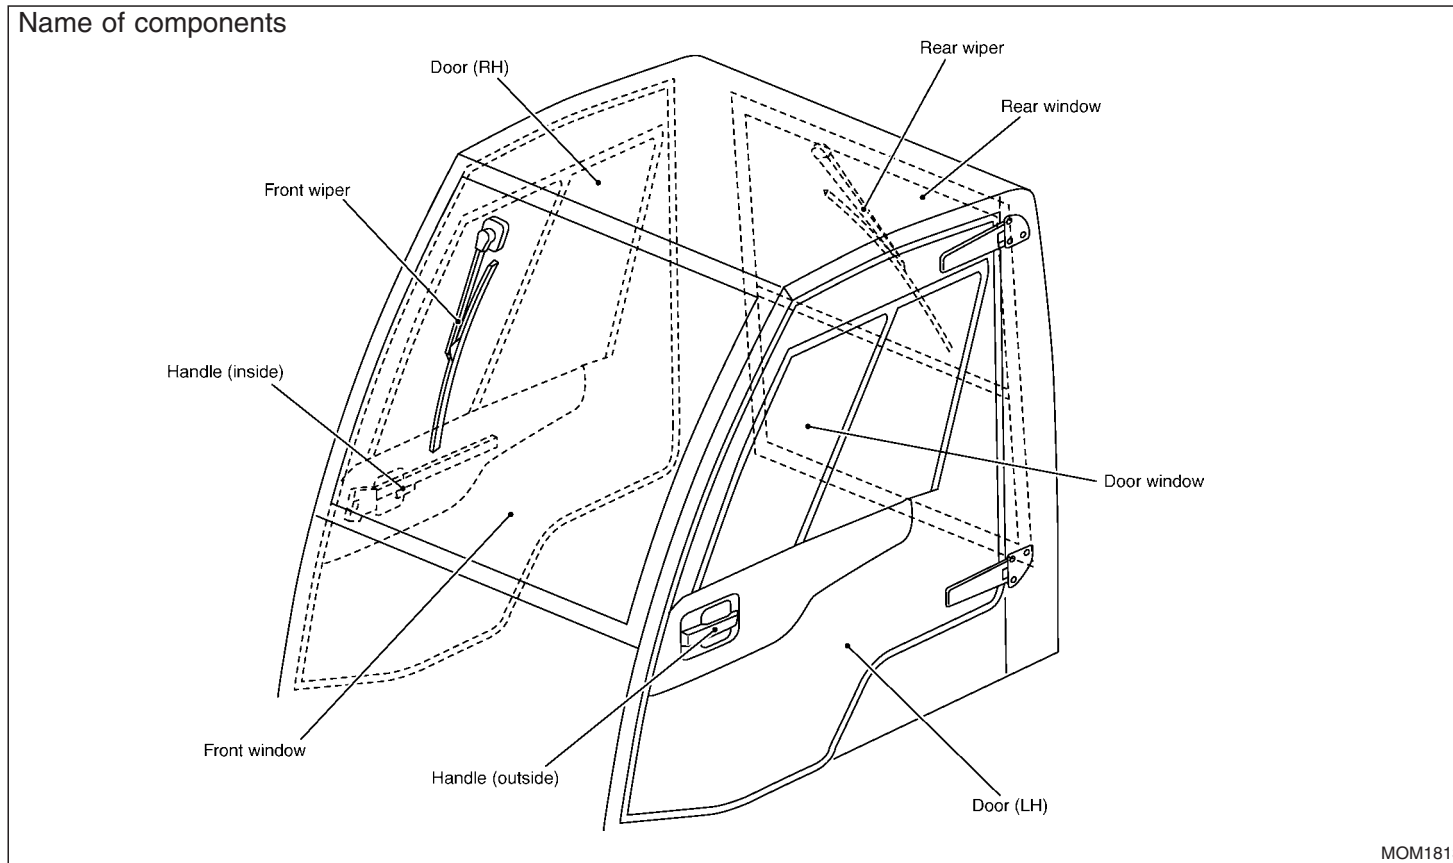 Name of components
Rear wiper
Door (RH)
Rear window
Front wiper
Handle (inside)
Door window
Front window
Handle (outside)
Door (LH)
MOM181